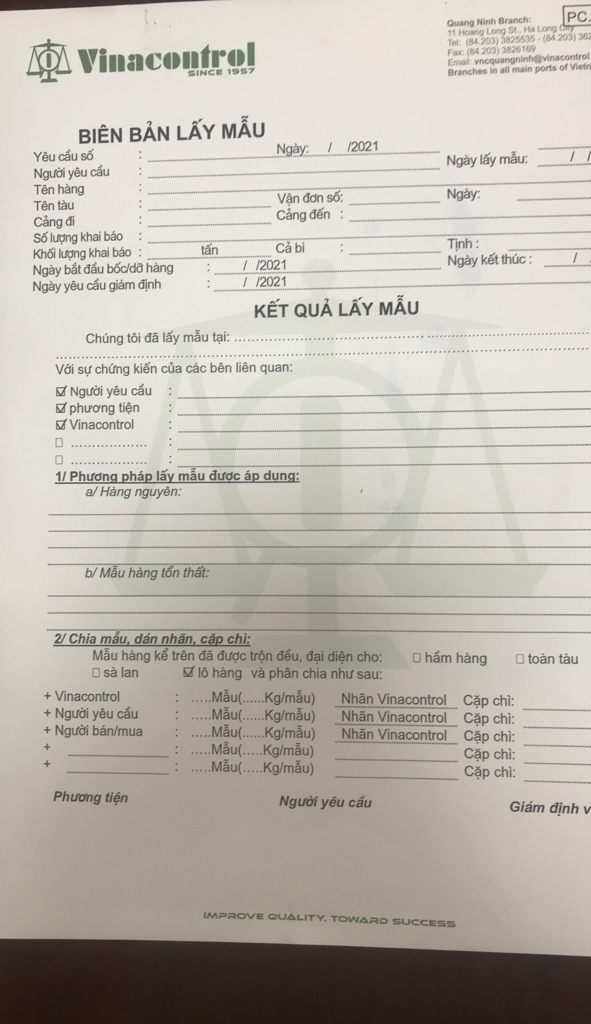 Vinacontrol
SINCE 1957
Quang Ninh Branch:
PC.
11 Hoang Long St., Ha Long City
Tel: (84.203) 3825535 - (84.203) 362
Fax: (84.203) 3826169
Email: vncquangninh@vinacontrol.
Branches in all main ports of Vietn
BIÊN BẢN LẤY MẪU
Yêu cầu số : Ngày: / /2021
Người yêu cầu : Ngày lấy mẫu: / /
Tên hàng :
Tên tàu : Vận đơn số: Ngày:
Cảng đi : Cảng đến :
Số lượng khai báo :
Khối lượng khai báo : tấn Cả bì : Tịnh :
Ngày bắt đầu bốc/dỡ hàng : / /2021 Ngày kết thúc : /
Ngày yêu cầu giám định : / /2021
KẾT QUẢ LẤY MẪU
Chúng tôi đã lấy mẫu tại:
Với sự chứng kiến của các bên liên quan:
☑ Người yêu cầu :
☑ phương tiện :
☑ Vinacontrol :
☐ .................. :
☐ .................. :
1/ Phương pháp lấy mẫu được áp dụng:
a/ Hàng nguyên:
b/ Mẫu hàng tổn thất:
2/ Chia mẫu, dán nhãn, cặp chì:
Mẫu hàng kể trên đã được trộn đều, đại diện cho: ☐ hầm hàng ☐ toàn tàu
☐ sà lan ☑ lô hàng và phân chia như sau:
+ Vinacontrol : .....Mẫu(......Kg/mẫu) Nhãn Vinacontrol Cặp chì:
+ Người yêu cầu : .....Mẫu(......Kg/mẫu) Nhãn Vinacontrol Cặp chì:
+ Người bán/mua : .....Mẫu(......Kg/mẫu) Nhãn Vinacontrol Cặp chì:
+ : .....Mẫu(.....Kg/mẫu) Cặp chì:
+ : .....Mẫu(.....Kg/mẫu) Cặp chì:
Phương tiện Người yêu cầu Giám định v
IMPROVE QUALITY, TOWARD SUCCESS